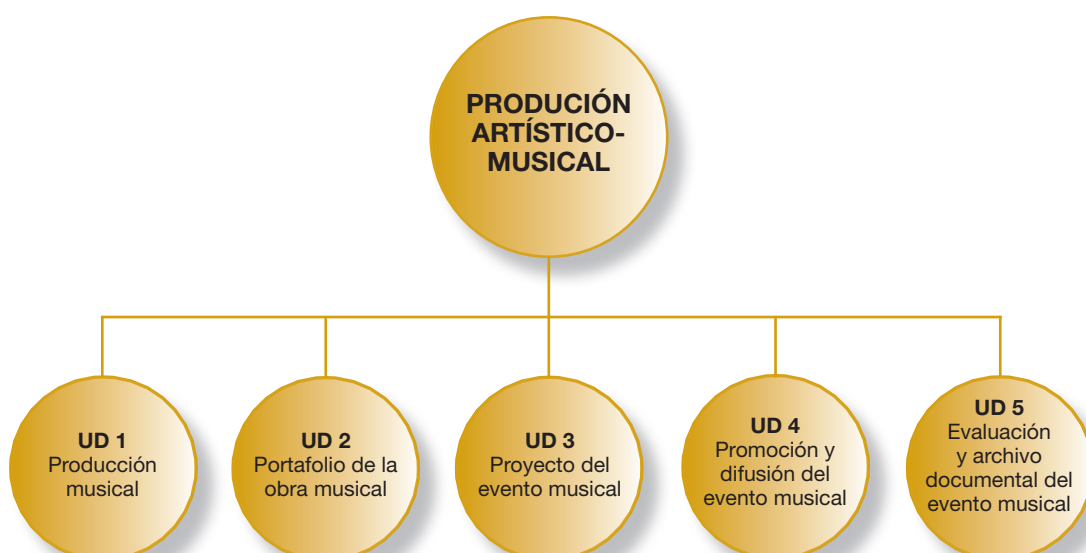 PRODUCIÓN
ARTÍSTICO-
MUSICAL
UD 1
Producción
musical
UD 2
Portafolio de la
obra musical
UD 3
Proyecto del
evento musical
UD 4
Promoción y
difusión del
evento musical
UD 5
Evaluación
y archivo
documental del
evento musical